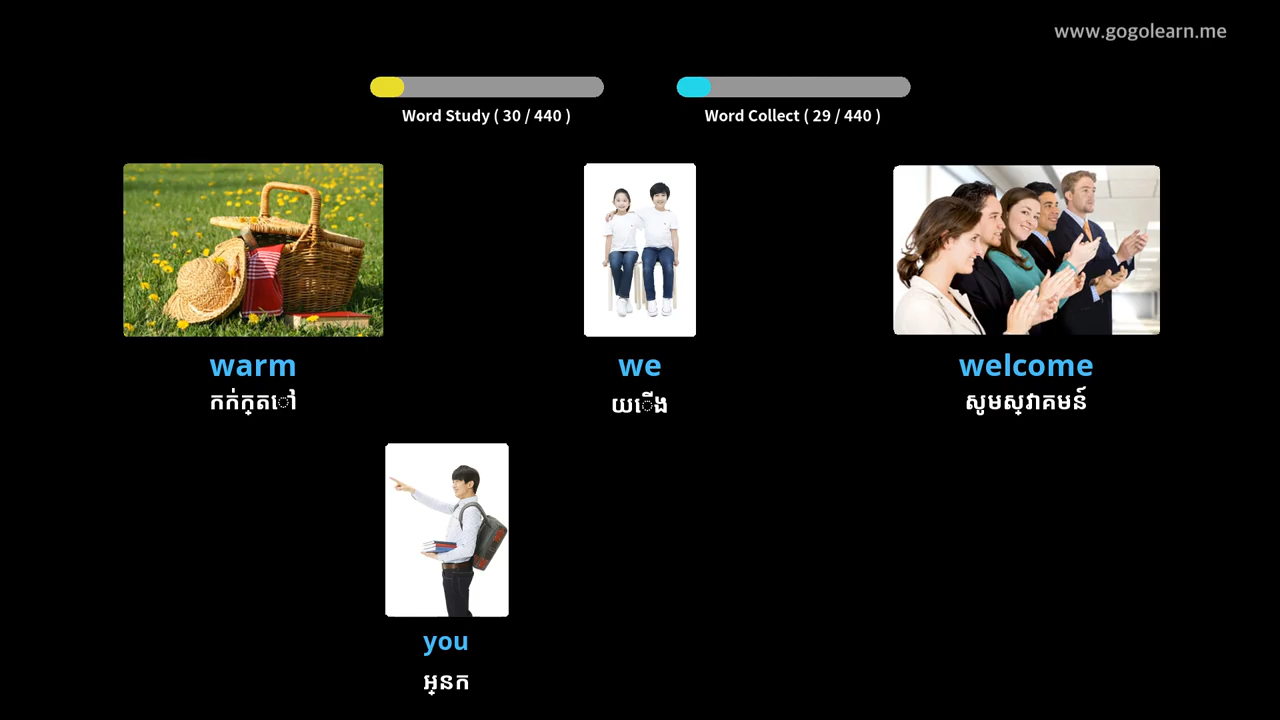 www.gogolearn.me
Word Study ( 30 / 440 )
Word Collect ( 29 / 440 )
warm
we
welcome
កក់ក្តៅ
យើង
សូមស្វាគមន៍
you
អ្នក